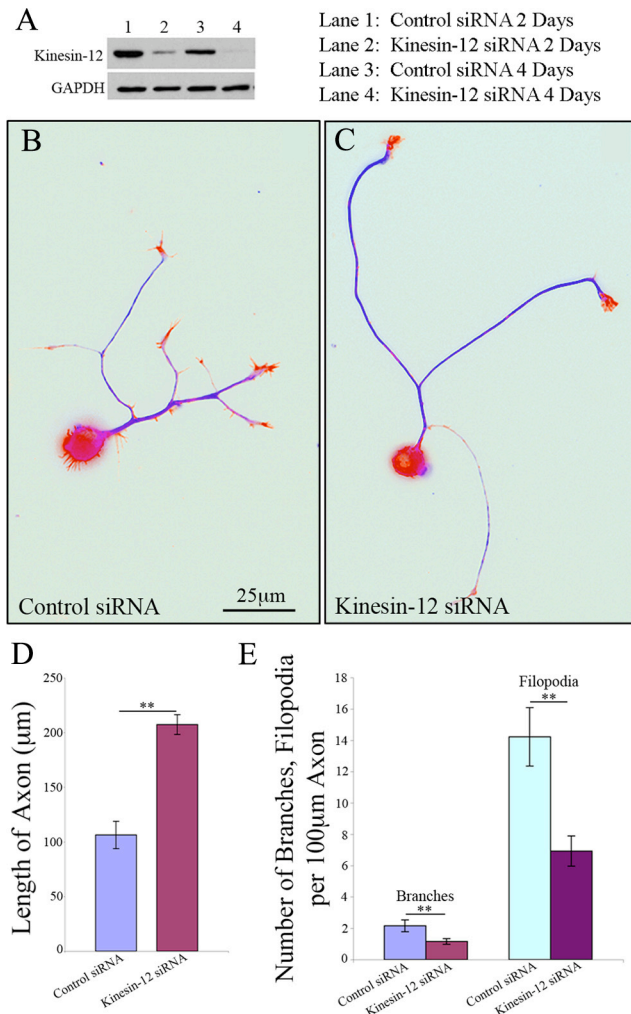 A
1 2 3 4
Kinesin-12
GAPDH
Lane 1: Control siRNA 2 Days
Lane 2: Kinesin-12 siRNA 2 Days
Lane 3: Control siRNA 4 Days
Lane 4: Kinesin-12 siRNA 4 Days
B
Control siRNA
25μm
C
Kinesin-12 siRNA
D
Length of Axon (μm)
250
200
150
100
50
0
**
Control siRNA
Kinesin-12 siRNA
E
Number of Branches, Filopodia
per 100μm Axon
18
16
14
12
10
8
6
4
2
0
Branches
**
Filopodia
**
Control siRNA
Kinesin-12 siRNA
Control siRNA
Kinesin-12 siRNA